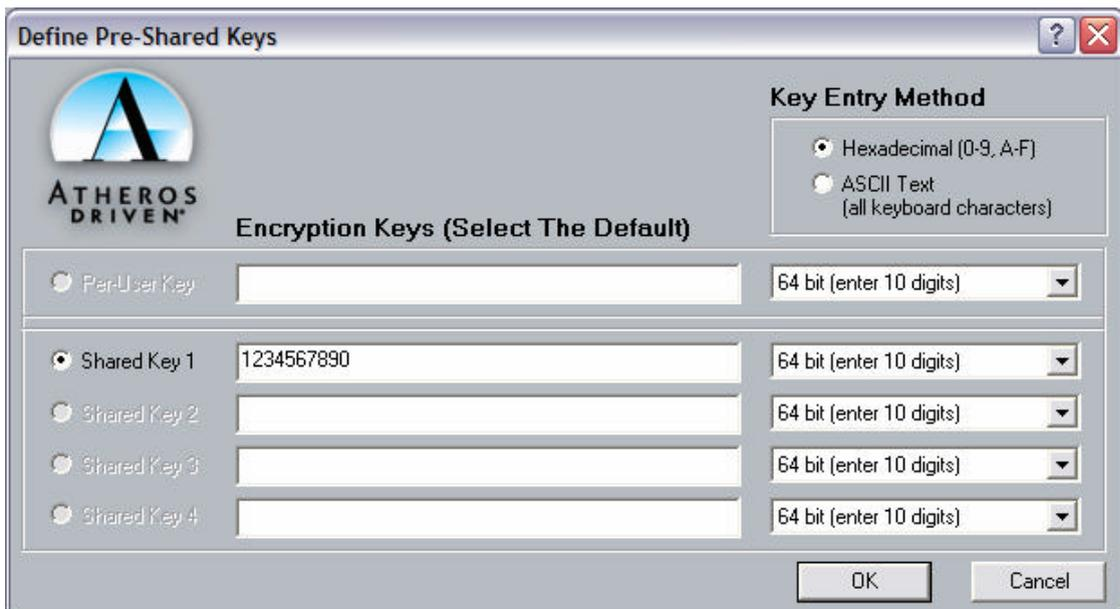 Define Pre-Shared Keys
ATHEROS
DRIVEN®
Key Entry Method
Hexadecimal (0-9, A-F)
ASCII Text
(all keyboard characters)
Encryption Keys (Select The Default)
Per-User Key 64 bit (enter 10 digits)
Shared Key 1 1234567890 64 bit (enter 10 digits)
Shared Key 2 64 bit (enter 10 digits)
Shared Key 3 64 bit (enter 10 digits)
Shared Key 4 64 bit (enter 10 digits)
OK Cancel